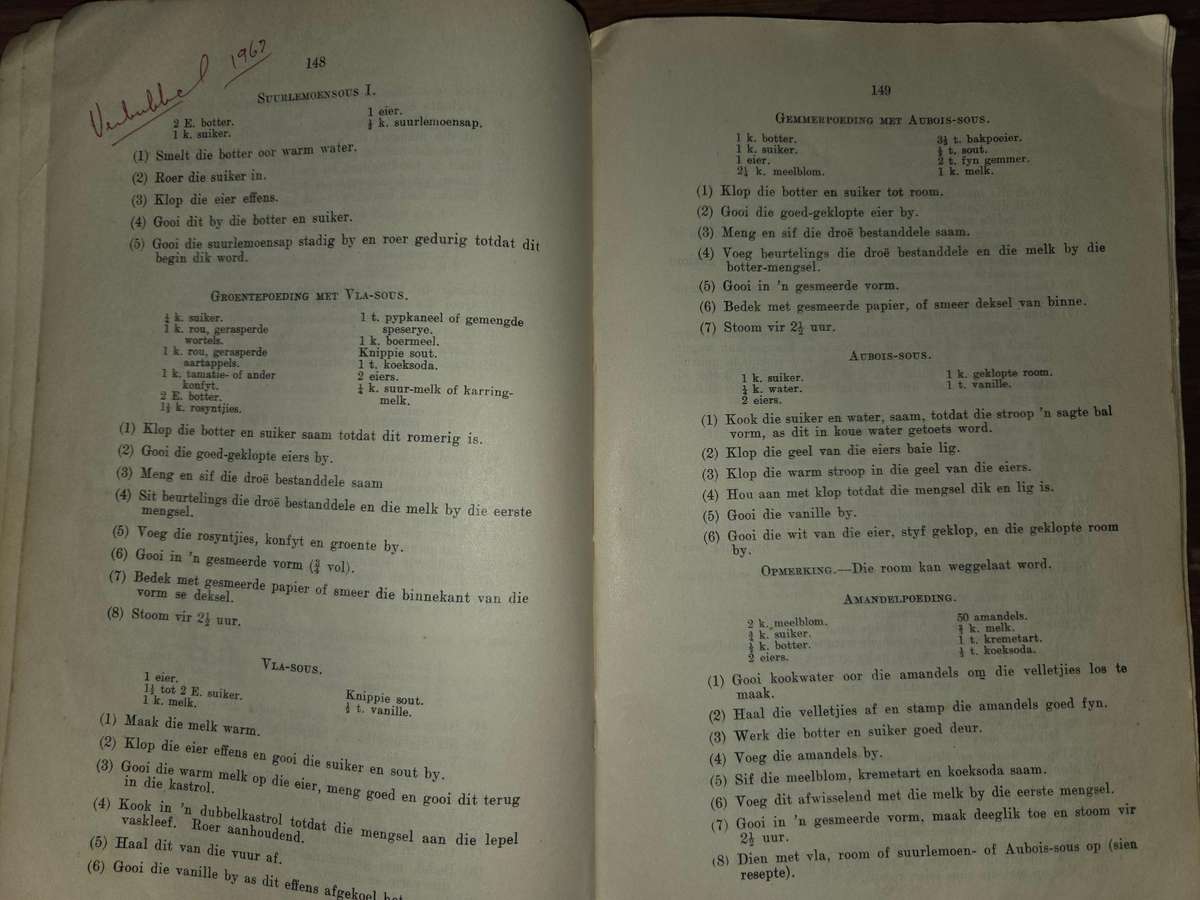 148
1967
Suurlemoensous I.
2 E. botter.
1 k. suiker.
1 eier.
½ k. suurlemoensap.
(1) Smelt die botter oor warm water.
(2) Roer die suiker in.
(3) Klop die eier effens.
(4) Gooi dit by die botter en suiker.
(5) Gooi die suurlemoensap stadig by en roer gedurig totdat dit
begin dik word.
Groentepoeding met Vla-sous.
k. suiker.
1 k. rou, gerasperde
wortels.
1 k. rou, gerasperde
aartappels.
1 k. tamatie- of ander
konfyt.
2 E. botter.
1½ k. rosyntjies.
1 t. pypkaneel of gemengde
speserye.
1 k. boermeel.
Knippie sout.
1 t. koeksoda.
2 eiers.
k. suur-melk of karring-
melk.
(1) Klop die botter en suiker saam totdat dit romerig is.
(2) Gooi die goed-geklopte eiers by.
(3) Meng en sif die droë bestanddele saam
(4) Sit beurtelings die droë bestanddele en die melk by die eerste
mengsel.
(5) Voeg die rosyntjies, konfyt en groente by.
(6) Gooi in 'n gesmeerde vorm (¾ vol).
(7) Bedek met gesmeerde papier of smeer die binnekant van die
vorm se deksel.
(8) Stoom vir 2½ uur.
Vla-sous.
1 eier.
1½ tot 2 E. suiker.
1 k. melk.
Knippie sout.
½ t. vanille.
(1) Maak die melk warm.
(2) Klop die eier effens en gooi die suiker en sout by.
(3) Gooi die warm melk op die eier, meng goed en gooi dit terug
in die kastrol.
(4) Kook in 'n dubbelkastrol totdat die mengsel aan die lepel
vaskleef. Roer aanhoudend.
(5) Haal dit van die vuur af.
(6) Gooi die vanille by as dit effens afgekoel het
149
Gemmerpoeding met Aubois-sous.
1 k. botter.
1 k. suiker.
1 eier.
2¼ k. meelblom.
3½ t. bakpoeier.
½ t. sout.
2 t. fyn gemmer.
1 k. melk.
(1) Klop die botter en suiker tot room.
(2) Gooi die goed-geklopte eier by.
(3) Meng en sif die droë bestanddele saam.
(4) Voeg beurtelings die droë bestanddele en die melk by die
botter-mengsel.
(5) Gooi in 'n gesmeerde vorm.
(6) Bedek met gesmeerde papier, of smeer deksel van binne.
(7) Stoom vir 2½ uur.
Aubois-sous.
1 k. suiker.
½ k. water.
2 eiers.
1 k. geklopte room.
1 t. vanille.
(1) Kook die suiker en water, saam, totdat die stroop 'n sagte bal
vorm, as dit in koue water getoets word.
(2) Klop die geel van die eiers baie lig.
(3) Klop die warm stroop in die geel van die eiers.
(4) Hou aan met klop totdat die mengsel dik en lig is.
(5) Gooi die vanille by.
(6) Gooi die wit van die eier, styf geklop, en die geklopte room
by.
Opmerking.—Die room kan weggelaat word.
Amandelpoeding.
2 k. meelblom.
¾ k. suiker.
½ k. botter.
2 eiers.
50 amandels.
k. melk.
1 t. kremetart.
½ t. koeksoda.
(1) Gooi kookwater oor die amandels om die velletjies los te
maak.
(2) Haal die velletjies af en stamp die amandels goed fyn.
(3) Werk die botter en suiker goed deur.
(4) Voeg die amandels by.
(5) Sif die meelblom, kremetart en koeksoda saam.
(6) Voeg dit afwisselend met die melk by die eerste mengsel.
(7) Gooi in 'n gesmeerde vorm, maak deeglik toe en stoom vir
2½ uur.
(8) Dien met vla, room of suurlemoen- of Aubois-sous op (sien
resepte).